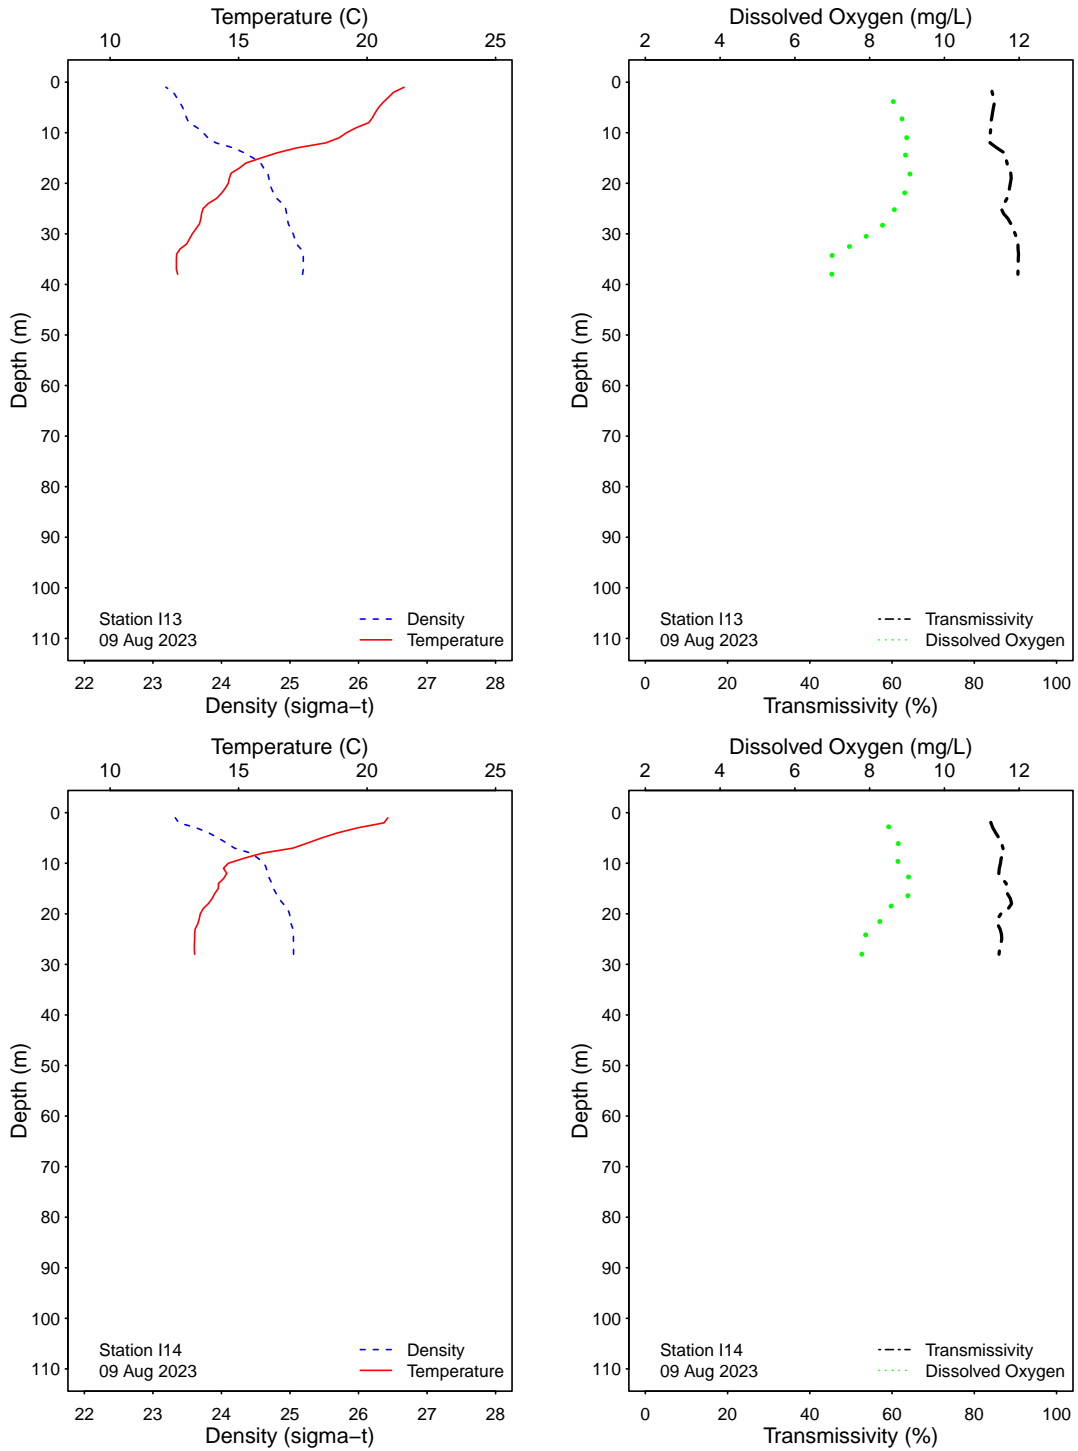 Temperature (C)
10 15 20 25
0
10
20
30
40
50
60
70
80
90
100
110
Depth (m)
Station I13
09 Aug 2023
Density
Temperature
22 23 24 25 26 27 28
Density (sigma−t)
Dissolved Oxygen (mg/L)
2 4 6 8 10 12
0
10
20
30
40
50
60
70
80
90
100
110
Depth (m)
Station I13
09 Aug 2023
Transmissivity
Dissolved Oxygen
0 20 40 60 80 100
Transmissivity (%)
Temperature (C)
10 15 20 25
0
10
20
30
40
50
60
70
80
90
100
110
Depth (m)
Station I14
09 Aug 2023
Density
Temperature
22 23 24 25 26 27 28
Density (sigma−t)
Dissolved Oxygen (mg/L)
2 4 6 8 10 12
0
10
20
30
40
50
60
70
80
90
100
110
Depth (m)
Station I14
09 Aug 2023
Transmissivity
Dissolved Oxygen
0 20 40 60 80 100
Transmissivity (%)